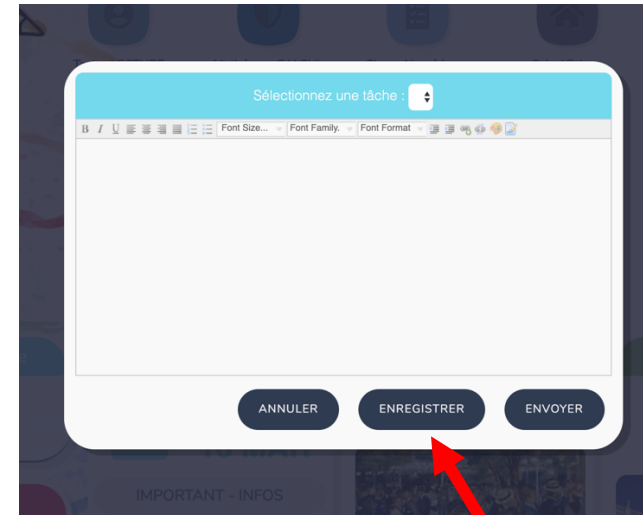 Sélectionnez une tâche :
B I U Font Size... Font Family. Font Format
ANNULER ENREGISTRER ENVOYER
IMPORTANT - INFOS